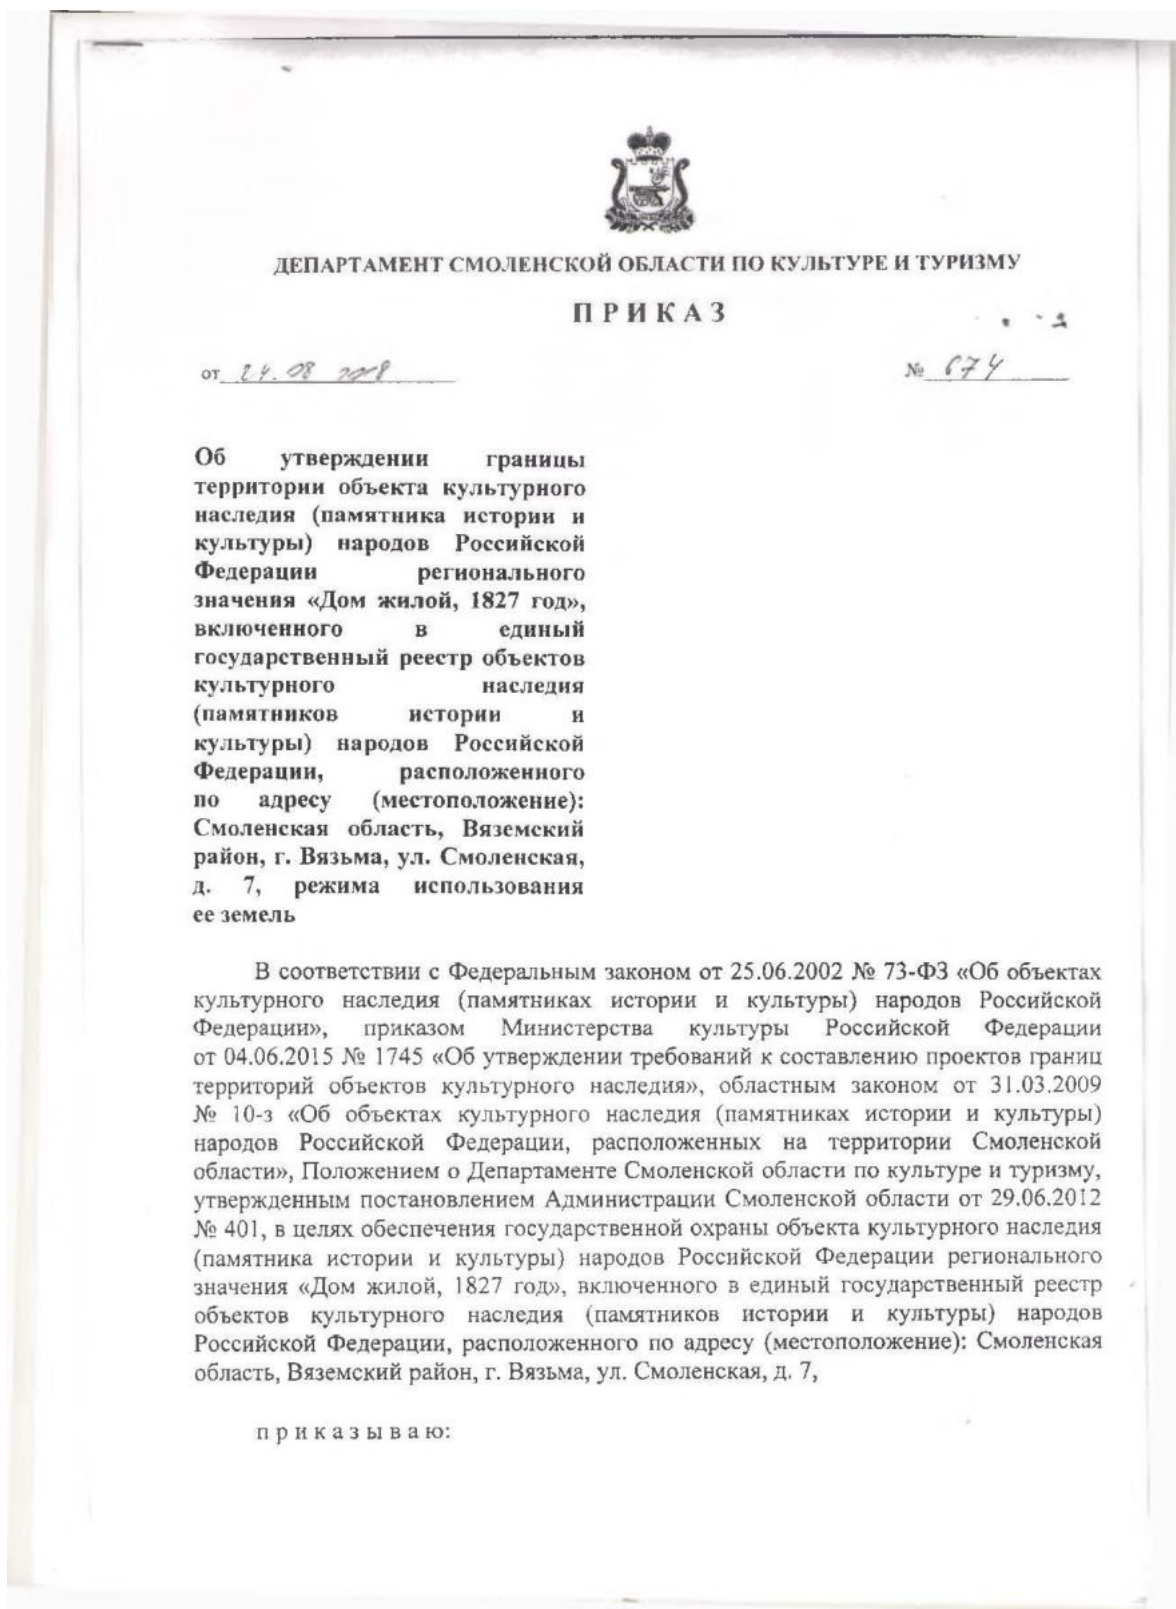 ДЕПАРТАМЕНТ СМОЛЕНСКОЙ ОБЛАСТИ ПО КУЛЬТУРЕ И ТУРИЗМУ
ПРИКАЗ
от 24.08 2018 № 674
Об утверждении границы
территории объекта культурного
наследия (памятника истории и
культуры) народов Российской
Федерации регионального
значения «Дом жилой, 1827 год»,
включенного в единый
государственный реестр объектов
культурного наследия
(памятников истории и
культуры) народов Российской
Федерации, расположенного
по адресу (местоположение):
Смоленская область, Вяземский
район, г. Вязьма, ул. Смоленская,
д. 7, режима использования
ее земель
В соответствии с Федеральным законом от 25.06.2002 № 73-ФЗ «Об объектах
культурного наследия (памятниках истории и культуры) народов Российской
Федерации», приказом Министерства культуры Российской Федерации
от 04.06.2015 № 1745 «Об утверждении требований к составлению проектов границ
территорий объектов культурного наследия», областным законом от 31.03.2009
№ 10-з «Об объектах культурного наследия (памятниках истории и культуры)
народов Российской Федерации, расположенных на территории Смоленской
области», Положением о Департаменте Смоленской области по культуре и туризму,
утвержденным постановлением Администрации Смоленской области от 29.06.2012
№ 401, в целях обеспечения государственной охраны объекта культурного наследия
(памятника истории и культуры) народов Российской Федерации регионального
значения «Дом жилой, 1827 год», включенного в единый государственный реестр
объектов культурного наследия (памятников истории и культуры) народов
Российской Федерации, расположенного по адресу (местоположение): Смоленская
область, Вяземский район, г. Вязьма, ул. Смоленская, д. 7,
приказываю: